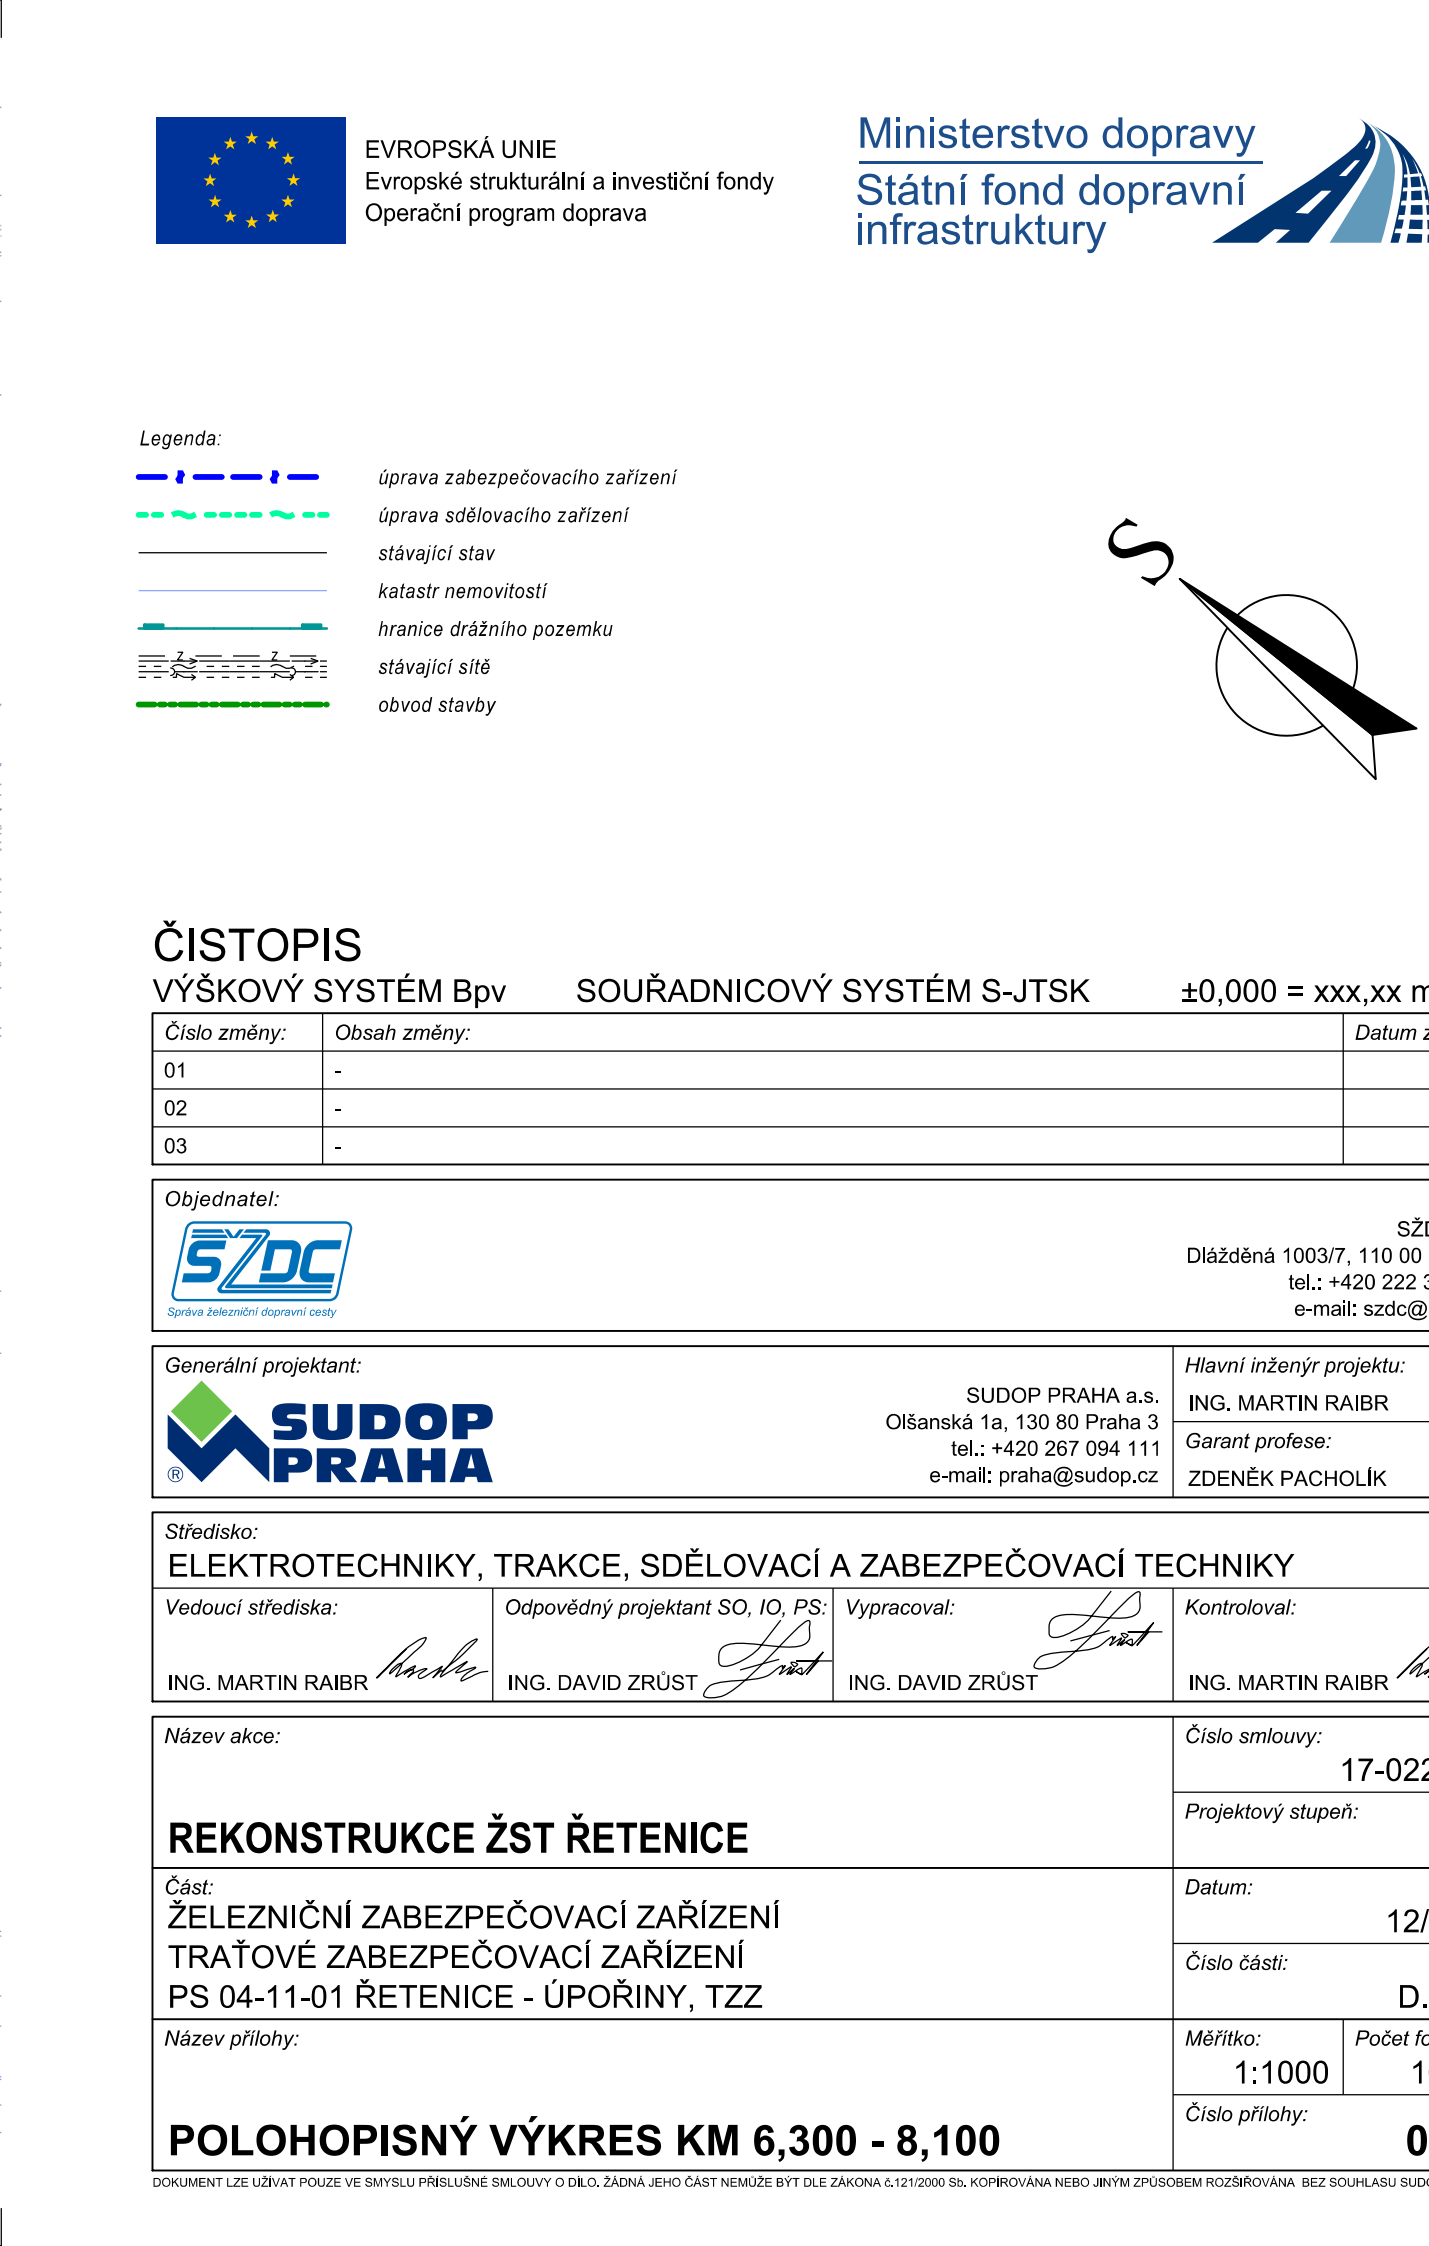 EVROPSKÁ UNIE
Evropské strukturální a investiční fondy
Operační program doprava
Ministerstvo dopravy
Státní fond dopravní
infrastruktury
Legenda:
úprava zabezpečovacího zařízení
úprava sdělovacího zařízení
stávající stav
katastr nemovitostí
hranice drážního pozemku
Z Z
stávající sítě
obvod stavby
S
ČISTOPIS
VÝŠKOVÝ SYSTÉM Bpv SOUŘADNICOVÝ SYSTÉM S-JTSK ±0,000 = xxx,xx
Číslo změny: Obsah změny: Datum
01 -
02 -
03 -
Objednatel:
SŽDC
Správa železniční dopravní cesty
Dlážděná 1003/7, 110 00
tel.: +420 222
e-mail: szdc@
Generální projektant:
SUDOP
PRAHA
®
SUDOP PRAHA a.s.
Olšanská 1a, 130 80 Praha 3
tel.: +420 267 094 111
e-mail: praha@sudop.cz
Hlavní inženýr projektu:
ING. MARTIN RAIBR
Garant profese:
ZDENĚK PACHOLÍK
Středisko:
ELEKTROTECHNIKY, TRAKCE, SDĚLOVACÍ A ZABEZPEČOVACÍ TECHNIKY
Vedoucí střediska: Odpovědný projektant SO, IO, PS: Vypracoval: Kontroloval:
ING. MARTIN RAIBR ING. DAVID ZRŮST ING. DAVID ZRŮST ING. MARTIN RAIBR
Název akce:
REKONSTRUKCE ŽST ŘETENICE
Číslo smlouvy:
17-022
Projektový stupeň:
Část:
ŽELEZNIČNÍ ZABEZPEČOVACÍ ZAŘÍZENÍ
TRAŤOVÉ ZABEZPEČOVACÍ ZAŘÍZENÍ
PS 04-11-01 ŘETENICE - ÚPOŘINY, TZZ
Datum:
12/
Číslo části:
D.
Název přílohy:
POLOHOPISNÝ VÝKRES KM 6,300 - 8,100
Měřítko:
1:1000
Počet
Číslo přílohy:
0
DOKUMENT LZE UŽÍVAT POUZE VE SMYSLU PŘÍSLUŠNÉ SMLOUVY O DÍLO. ŽÁDNÁ JEHO ČÁST NEMŮŽE BÝT DLE ZÁKONA č.121/2000 Sb. KOPÍROVÁNA NEBO JINÝM ZPŮSOBEM ROZŠIŘOVÁNA BEZ SOUHLASU